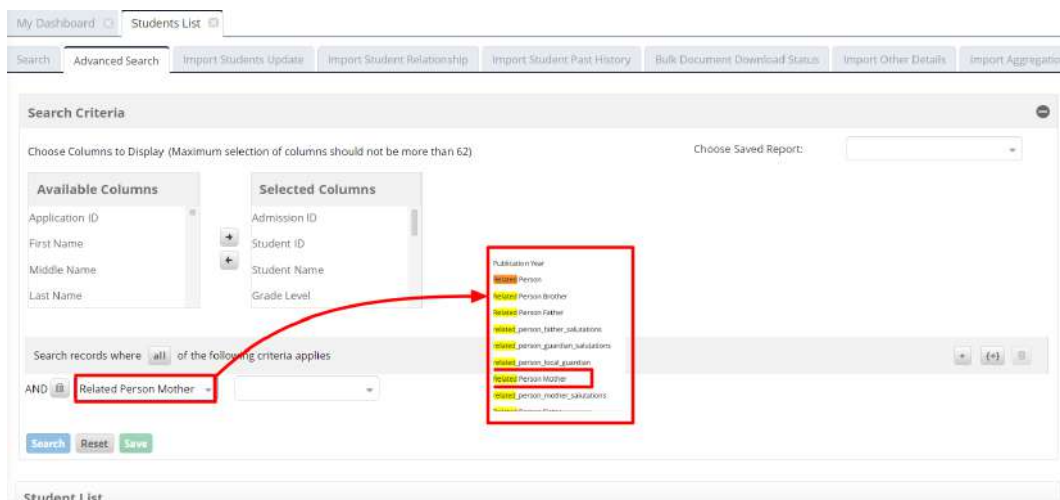 My Dashboard Students List
Search Advanced Search Import Students Update Import Student Relationship Import Student Past History Bulk Document Download Status Import Other Details Import Aggregatio
Search Criteria
Choose Columns to Display (Maximum selection of columns should not be more than 62) Choose Saved Report:
Available Columns Selected Columns
Application ID Admission ID
First Name Student ID
Middle Name Student Name
Last Name Grade Level
Publication Year
Related Person
Related Person Brother
Related Person Father
related_person_father_salutations
related_person_guardian_salutations
related_person_local_guardian
Related Person Mother
related_person_mother_salutations
Search records where all of the following criteria applies + {+}
AND Related Person Mother
Search Reset Save
Student List